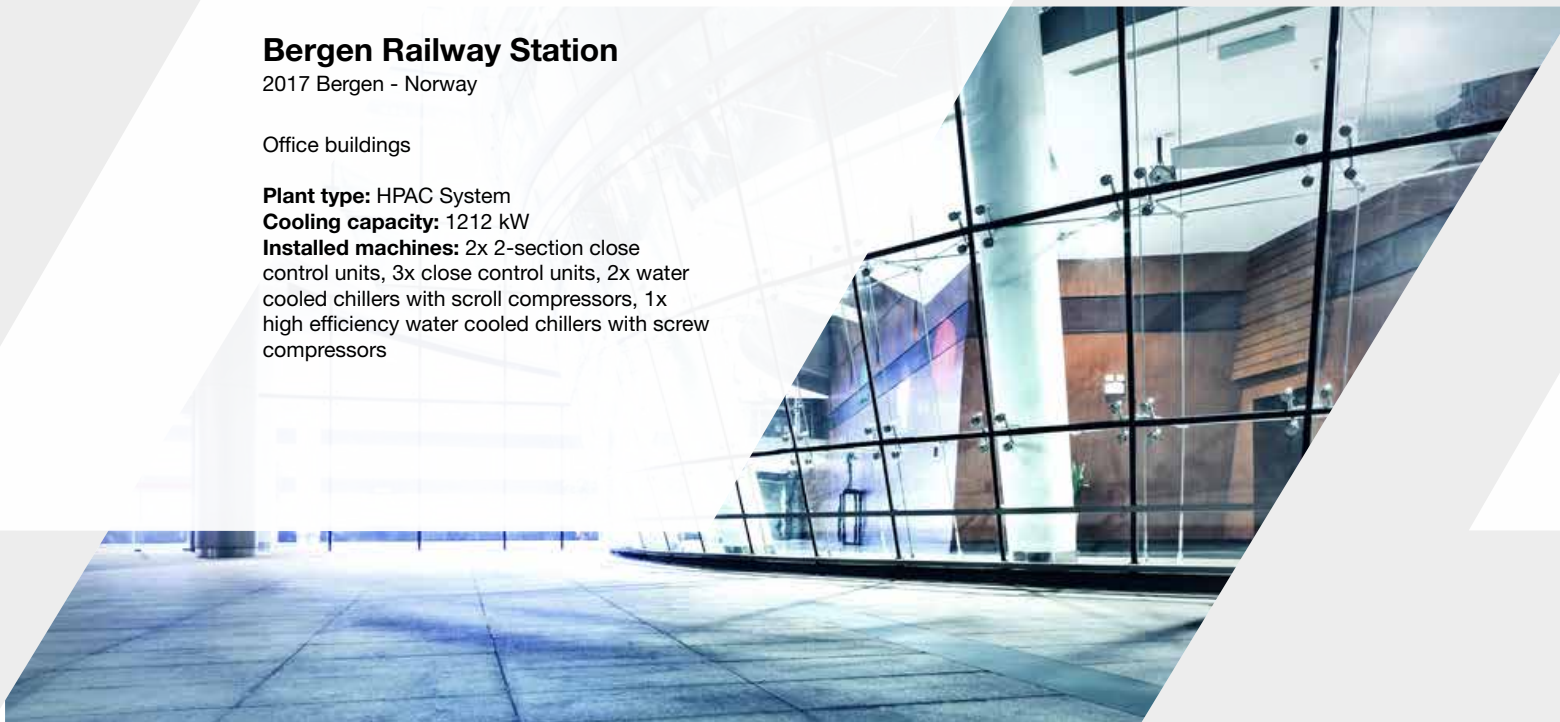 Bergen Railway Station
2017 Bergen - Norway
Office buildings
Plant type: HPAC System
Cooling capacity: 1212 kW
Installed machines: 2x 2-section close
control units, 3x close control units, 2x water
cooled chillers with scroll compressors, 1x
high efficiency water cooled chillers with screw
compressors